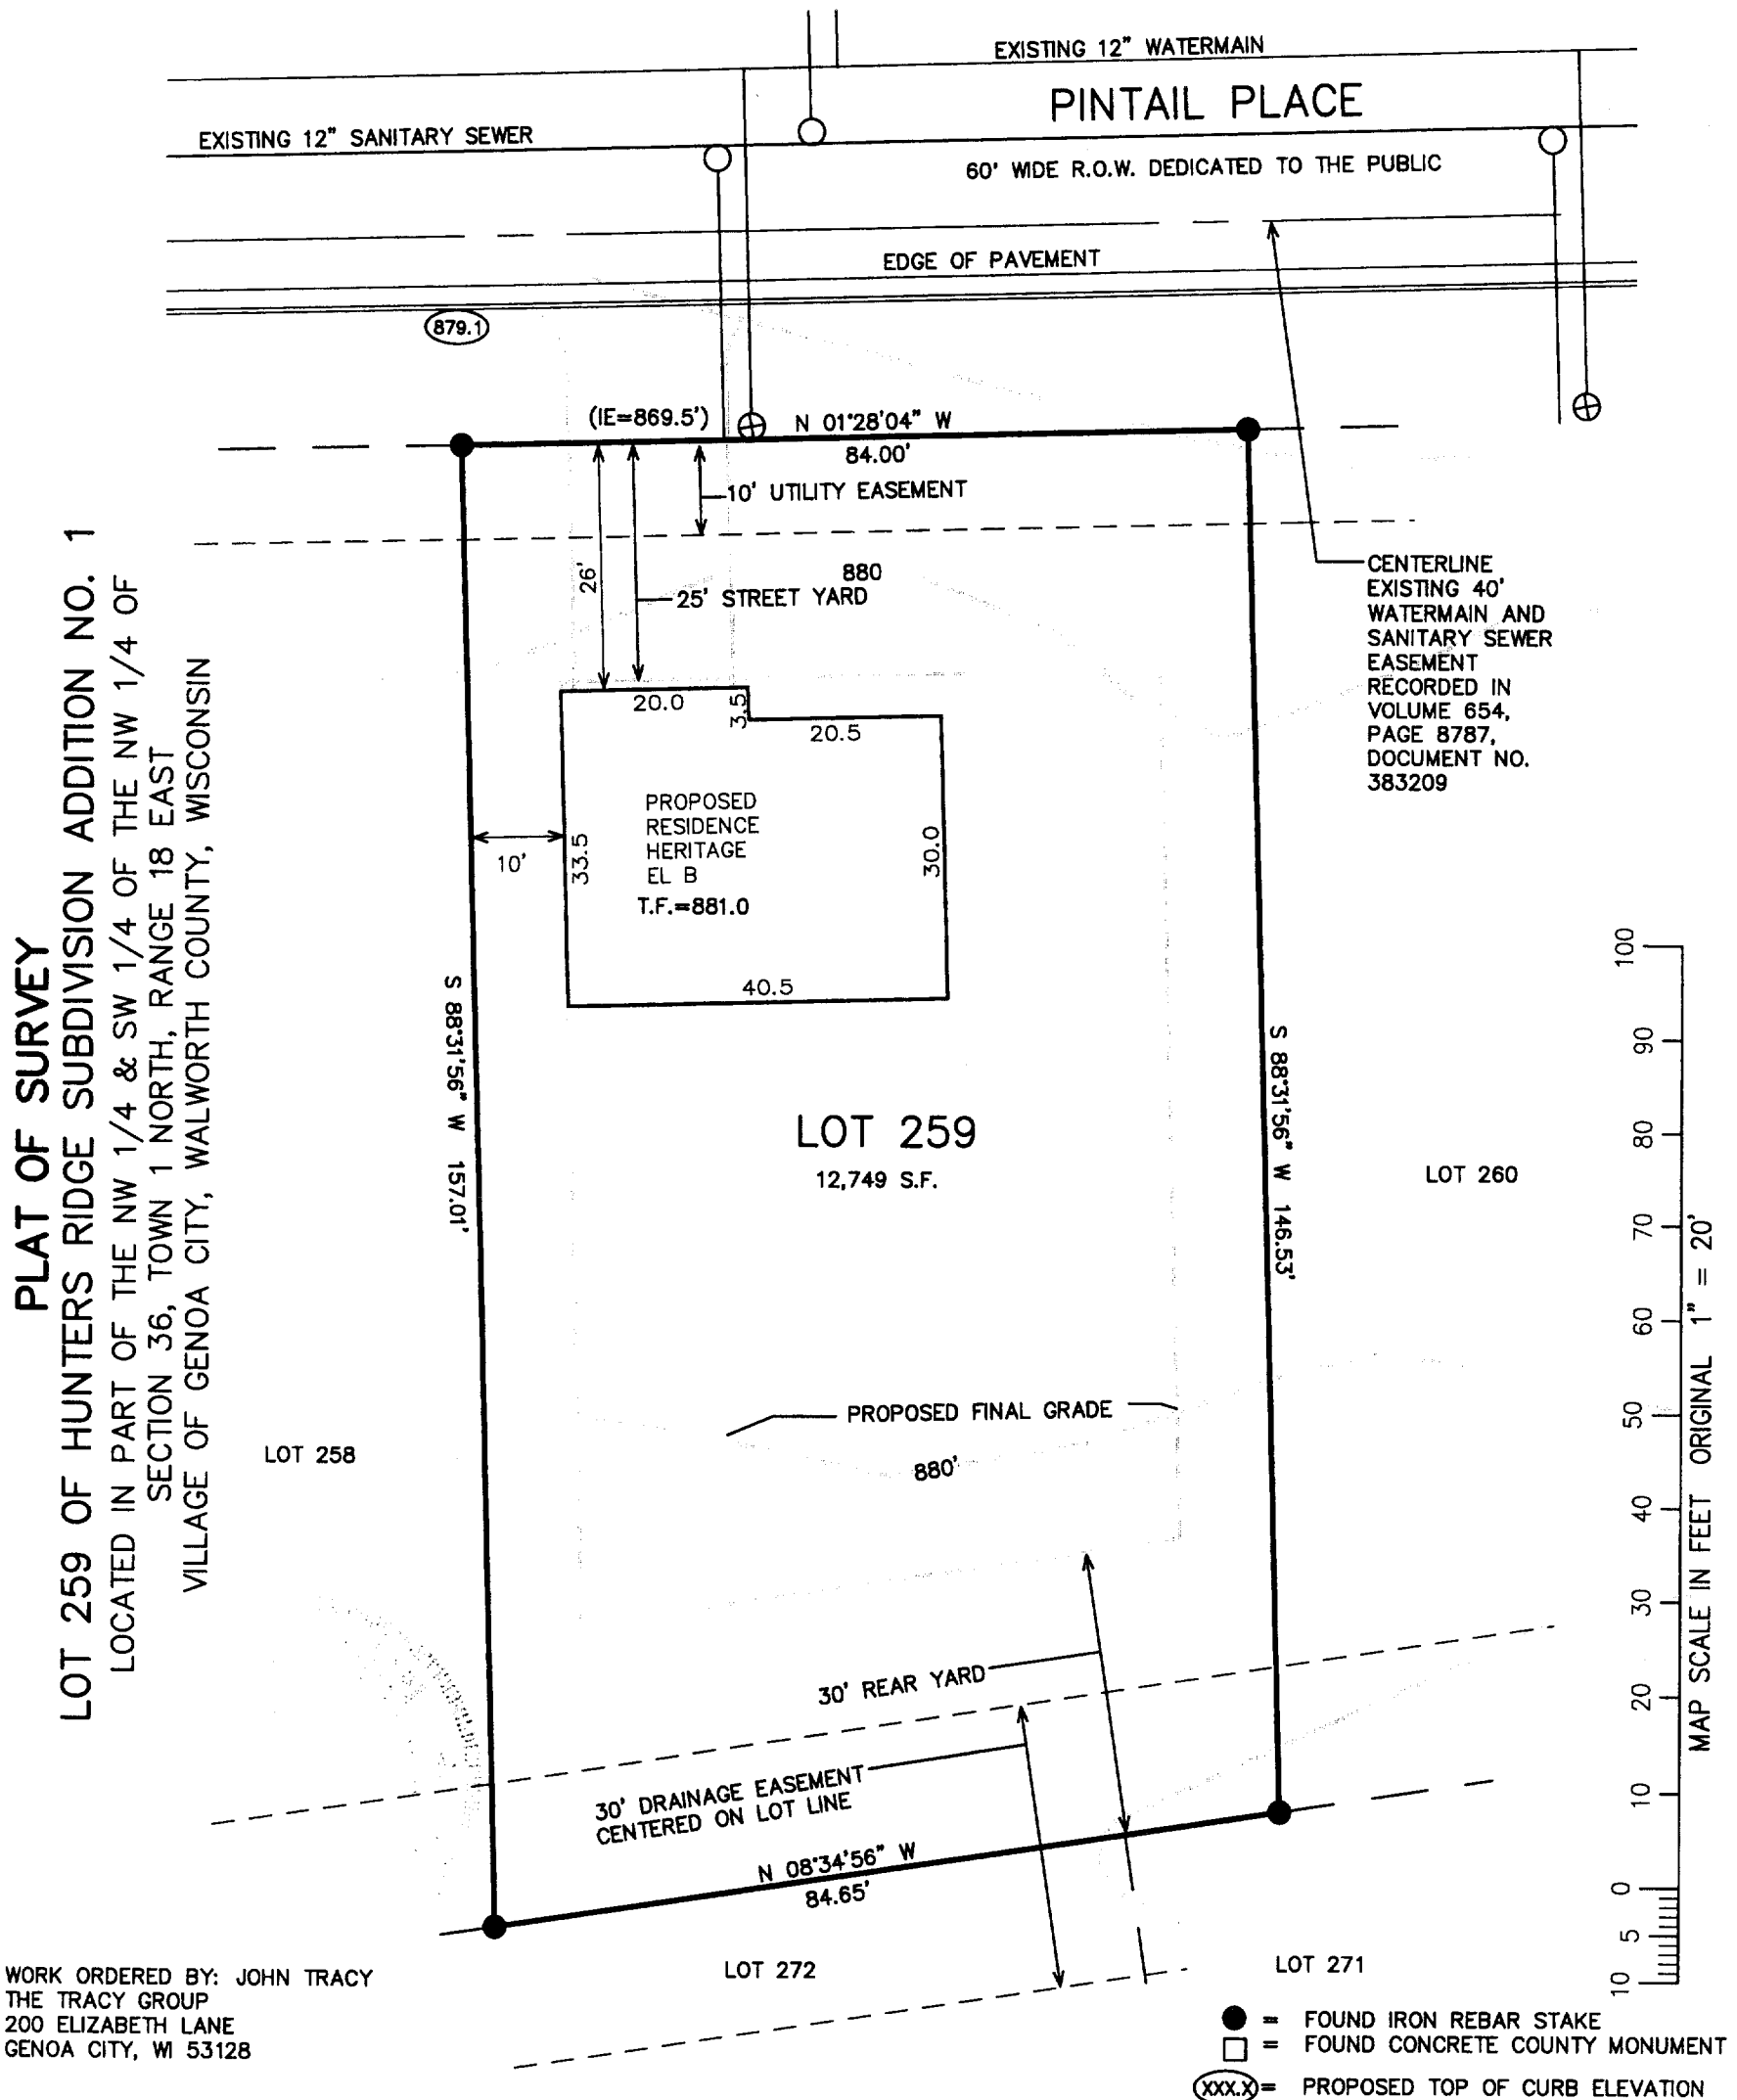 EXISTING 12" WATERMAIN
PINTAIL PLACE
EXISTING 12" SANITARY SEWER
60' WIDE R.O.W. DEDICATED TO THE PUBLIC
EDGE OF PAVEMENT
879.1
(IE=869.5')
N 01°28'04" W
84.00'
10' UTILITY EASEMENT
26'
880
25' STREET YARD
CENTERLINE
EXISTING 40'
WATERMAIN AND
SANITARY SEWER
EASEMENT
RECORDED IN
VOLUME 654,
PAGE 8787,
DOCUMENT NO.
383209
20.0
3.5
20.5
PROPOSED
RESIDENCE
HERITAGE
EL B
T.F.=881.0
10'
33.5
30.0
40.5
PLAT OF SURVEY
LOT 259 OF HUNTERS RIDGE SUBDIVISION ADDITION NO. 1
LOCATED IN PART OF THE NW 1/4 & SW 1/4 OF THE NW 1/4 OF
SECTION 36, TOWN 1 NORTH, RANGE 18 EAST
VILLAGE OF GENOA CITY, WALWORTH COUNTY, WISCONSIN
S 88°31'56" W 157.01'
S 88°31'56" W 146.53'
LOT 259
12,749 S.F.
LOT 260
LOT 258
PROPOSED FINAL GRADE
880'
30' REAR YARD
30' DRAINAGE EASEMENT
CENTERED ON LOT LINE
N 08°34'56" W
84.65'
LOT 272
LOT 271
100
90
80
70
60
50
40
30
20
10
0
5
10
MAP SCALE IN FEET ORIGINAL 1" = 20'
WORK ORDERED BY: JOHN TRACY
THE TRACY GROUP
200 ELIZABETH LANE
GENOA CITY, WI 53128
= FOUND IRON REBAR STAKE
= FOUND CONCRETE COUNTY MONUMENT
XXX.X = PROPOSED TOP OF CURB ELEVATION